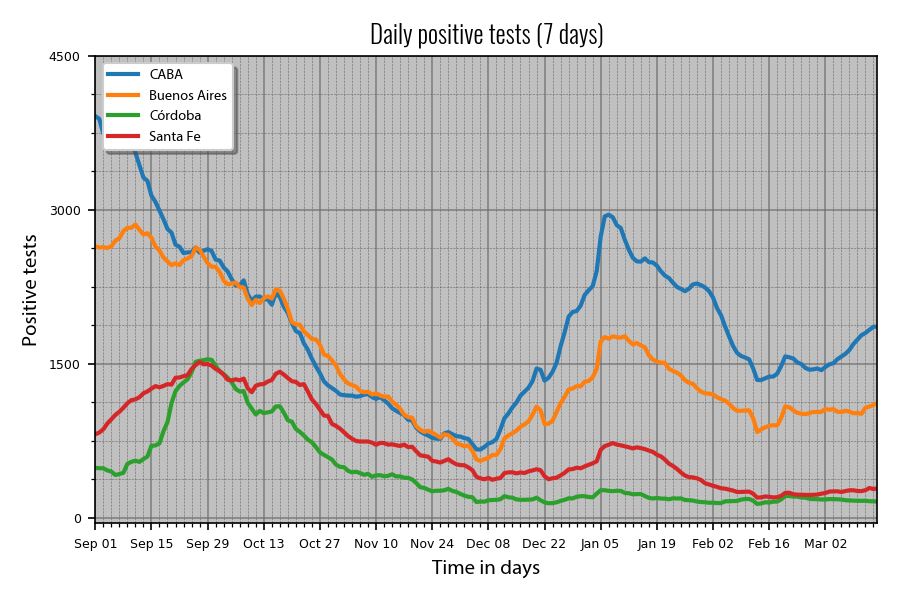 Daily positive tests (7 days)
CABA
Buenos Aires
Córdoba
Santa Fe
Positive tests
4500
3000
1500
0
Sep 01 Sep 15 Sep 29 Oct 13 Oct 27 Nov 10 Nov 24 Dec 08 Dec 22 Jan 05 Jan 19 Feb 02 Feb 16 Mar 02
Time in days